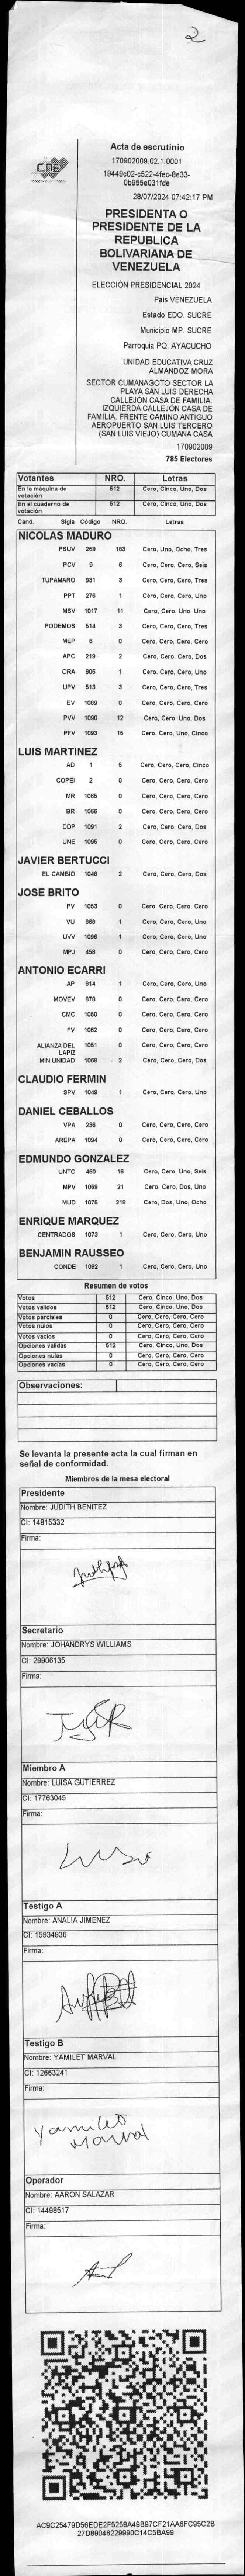 2
CNE
Acta de escrutinio
170902009.02.1.0001
19449c02-c522-4feo-8e33-
0b955e031fde
28/07/2024 07:42:17 PM
PRESIDENTA O
PRESIDENTE DE LA
REPUBLICA
BOLIVARIANA DE
VENEZUELA
ELECCIÓN PRESIDENCIAL 2024
País VENEZUELA
Estado EDO. SUCRE
Municipio MP. SUCRE
Parroquia PQ. AYACUCHO
UNIDAD EDUCATIVA CRUZ
ALMANDOZ MORA
SECTOR CUMANAGOTO SECTOR LA
PLAYA SAN LUIS DERECHA
CALLEJÓN CASA DE FAMILIA.
IZQUIERDA CALLEJÓN CASA DE
FAMILIA. FRENTE CAMINO ANTIGUO
AEROPUERTO SAN LUIS TERCERO
(SAN LUIS VIEJO) CUMANA CASA
170902009
785 Electores
Votantes NRO. Letras
En la máquina de votación 512 Cero, Cinco, Uno, Dos
En el cuaderno de votación 512 Cero, Cinco, Uno, Dos
Cand. Sigla Código NRO. Letras
NICOLAS MADURO
PSUV 269 183 Cero, Uno, Ocho, Tres
PCV 9 6 Cero, Cero, Cero, Seis
TUPAMARO 931 3 Cero, Cero, Cero, Tres
PPT 276 1 Cero, Cero, Cero, Uno
MSV 1017 11 Cero, Cero, Uno, Uno
PODEMOS 514 3 Cero, Cero, Cero, Tres
MEP 6 0 Cero, Cero, Cero, Cero
APC 219 2 Cero, Cero, Cero, Dos
ORA 906 1 Cero, Cero, Cero, Uno
UPV 513 3 Cero, Cero, Cero, Tres
EV 1089 0 Cero, Cero, Cero, Cero
PVV 1090 12 Cero, Cero, Uno, Dos
PFV 1093 15 Cero, Cero, Uno, Cinco
LUIS MARTINEZ
AD 1 5 Cero, Cero, Cero, Cinco
COPEI 2 0 Cero, Cero, Cero, Cero
MR 1055 0 Cero, Cero, Cero, Cero
BR 1066 0 Cero, Cero, Cero, Cero
DDP 1091 2 Cero, Cero, Cero, Dos
UNE 1095 0 Cero, Cero, Cero, Cero
JAVIER BERTUCCI
EL CAMBIO 1048 2 Cero, Cero, Cero, Dos
JOSE BRITO
PV 1053 0 Cero, Cero, Cero, Cero
VU 968 1 Cero, Cero, Cero, Uno
UVV 1096 1 Cero, Cero, Cero, Uno
MPJ 458 0 Cero, Cero, Cero, Cero
ANTONIO ECARRI
AP 814 1 Cero, Cero, Cero, Uno
MOVEV 879 0 Cero, Cero, Cero, Cero
CMC 1050 0 Cero, Cero, Cero, Cero
FV 1082 0 Cero, Cero, Cero, Cero
ALIANZA DEL LAPIZ 1051 0 Cero, Cero, Cero, Cero
MIN UNIDAD 1058 2 Cero, Cero, Cero, Dos
CLAUDIO FERMIN
SPV 1049 1 Cero, Cero, Cero, Uno
DANIEL CEBALLOS
VPA 236 0 Cero, Cero, Cero, Cero
AREPA 1094 0 Cero, Cero, Cero, Cero
EDMUNDO GONZALEZ
UNTC 460 16 Cero, Cero, Uno, Seis
MPV 1069 21 Cero, Cero, Dos, Uno
MUD 1075 218 Cero, Dos, Uno, Ocho
ENRIQUE MARQUEZ
CENTRADOS 1073 1 Cero, Cero, Cero, Uno
BENJAMIN RAUSSEO
CONDE 1092 1 Cero, Cero, Cero, Uno
Resumen de votos
Votos 512 Cero, Cinco, Uno, Dos
Votos validos 512 Cero, Cinco, Uno, Dos
Votos parciales 0 Cero, Cero, Cero, Cero
Votos nulos 0 Cero, Cero, Cero, Cero
Votos vacios 0 Cero, Cero, Cero, Cero
Opciones validas 512 Cero, Cinco, Uno, Dos
Opciones nulas 0 Cero, Cero, Cero, Cero
Opciones vacias 0 Cero, Cero, Cero, Cero
Observaciones:
Se levanta la presente acta la cual firman en
señal de conformidad.
Miembros de la mesa electoral
Presidente
Nombre: JUDITH BENITEZ
CI: 14815332
Firma:
Secretario
Nombre: JOHANDRYS WILLIAMS
CI: 29906135
Firma:
Miembro A
Nombre: LUISA GUTIERREZ
CI: 17763045
Firma:
Luisa
Testigo A
Nombre: ANALIA JIMENEZ
CI: 15934936
Firma:
Testigo B
Nombre: YAMILET MARVAL
CI: 12663241
Firma:
Yamilet
Marval
Operador
Nombre: AARON SALAZAR
CI: 14498517
Firma:
AC9C25479D56EDE2F5258A49B97CF21AA6FC95C2B
27D89046229990C14C5BA99